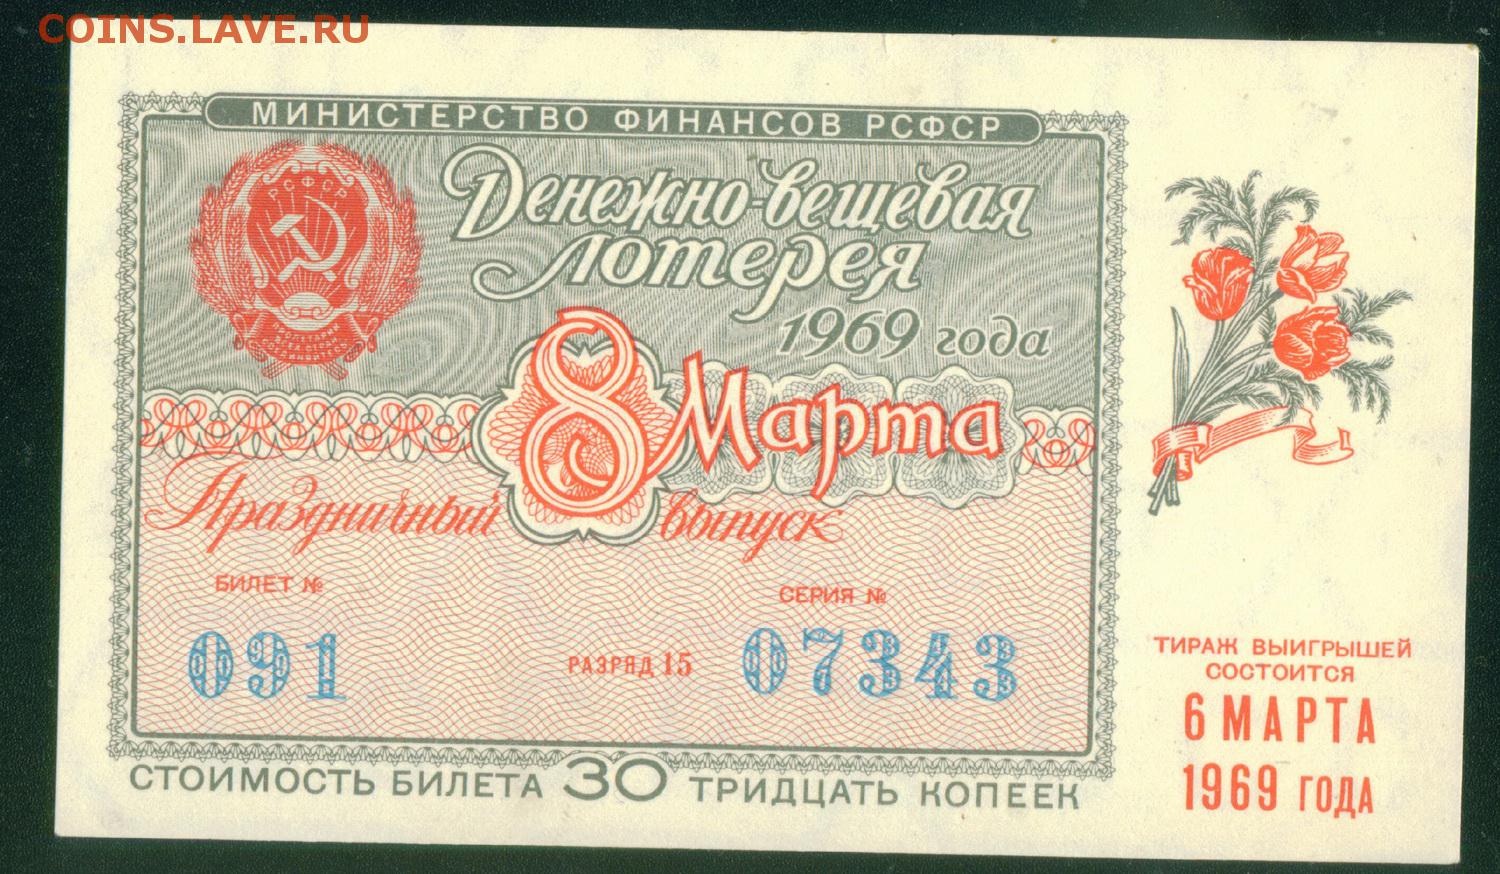 COINS.LAVE.RU
МИНИСТЕРСТВО ФИНАНСОВ РСФСР
РСФСР
Денежно-вещевая
лотерея
1969 года
8 Марта
Праздничный выпуск
БИЛЕТ № СЕРИЯ №
091 РАЗРЯД 15 07343
СТОИМОСТЬ БИЛЕТА 30 ТРИДЦАТЬ КОПЕЕК
ТИРАЖ ВЫИГРЫШЕЙ
СОСТОИТСЯ
6 МАРТА
1969 ГОДА